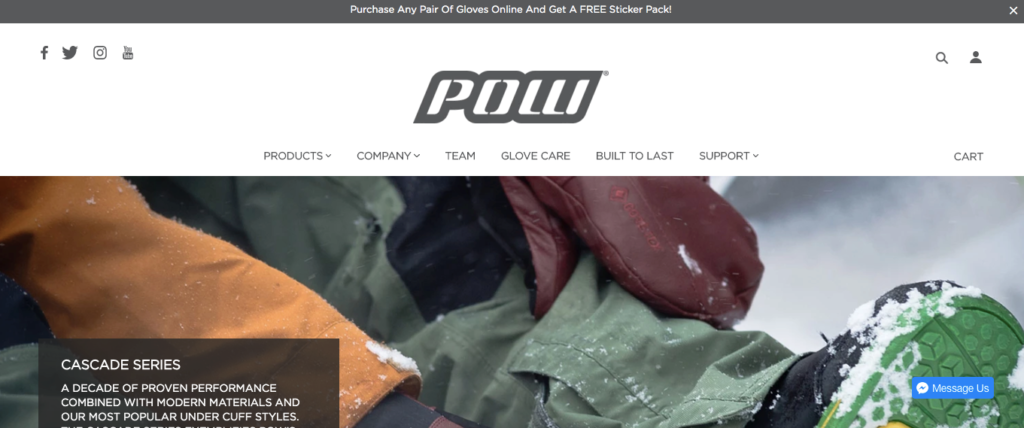 Purchase Any Pair Of Gloves Online And Get A FREE Sticker Pack!
POW®
PRODUCTS
COMPANY
TEAM
GLOVE CARE
BUILT TO LAST
SUPPORT
CART
CASCADE SERIES
A DECADE OF PROVEN PERFORMANCE
COMBINED WITH MODERN MATERIALS AND
OUR MOST POPULAR UNDER CUFF STYLES.
Message Us